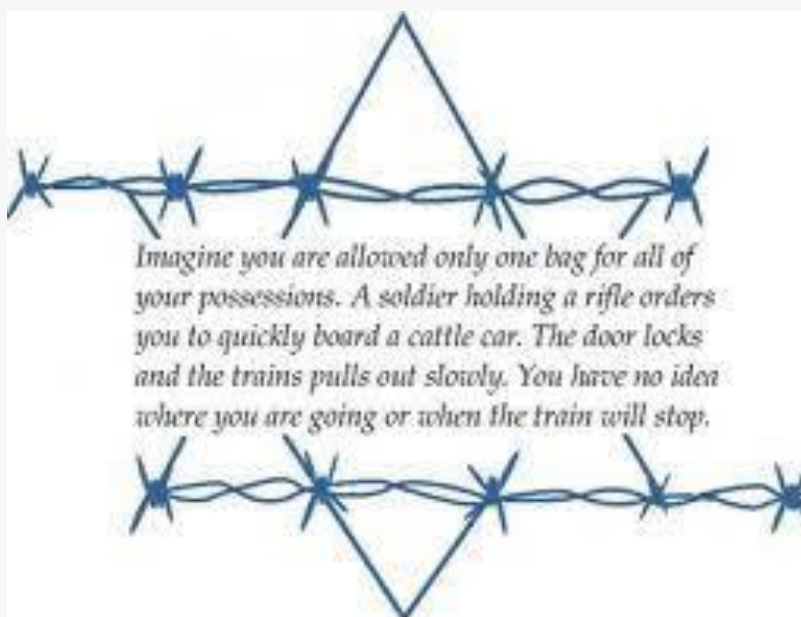 Imagine you are allowed only one bag for all of
your possessions. A soldier holding a rifle orders
you to quickly board a cattle car. The door locks
and the trains pulls out slowly. You have no idea
where you are going or when the train will stop.